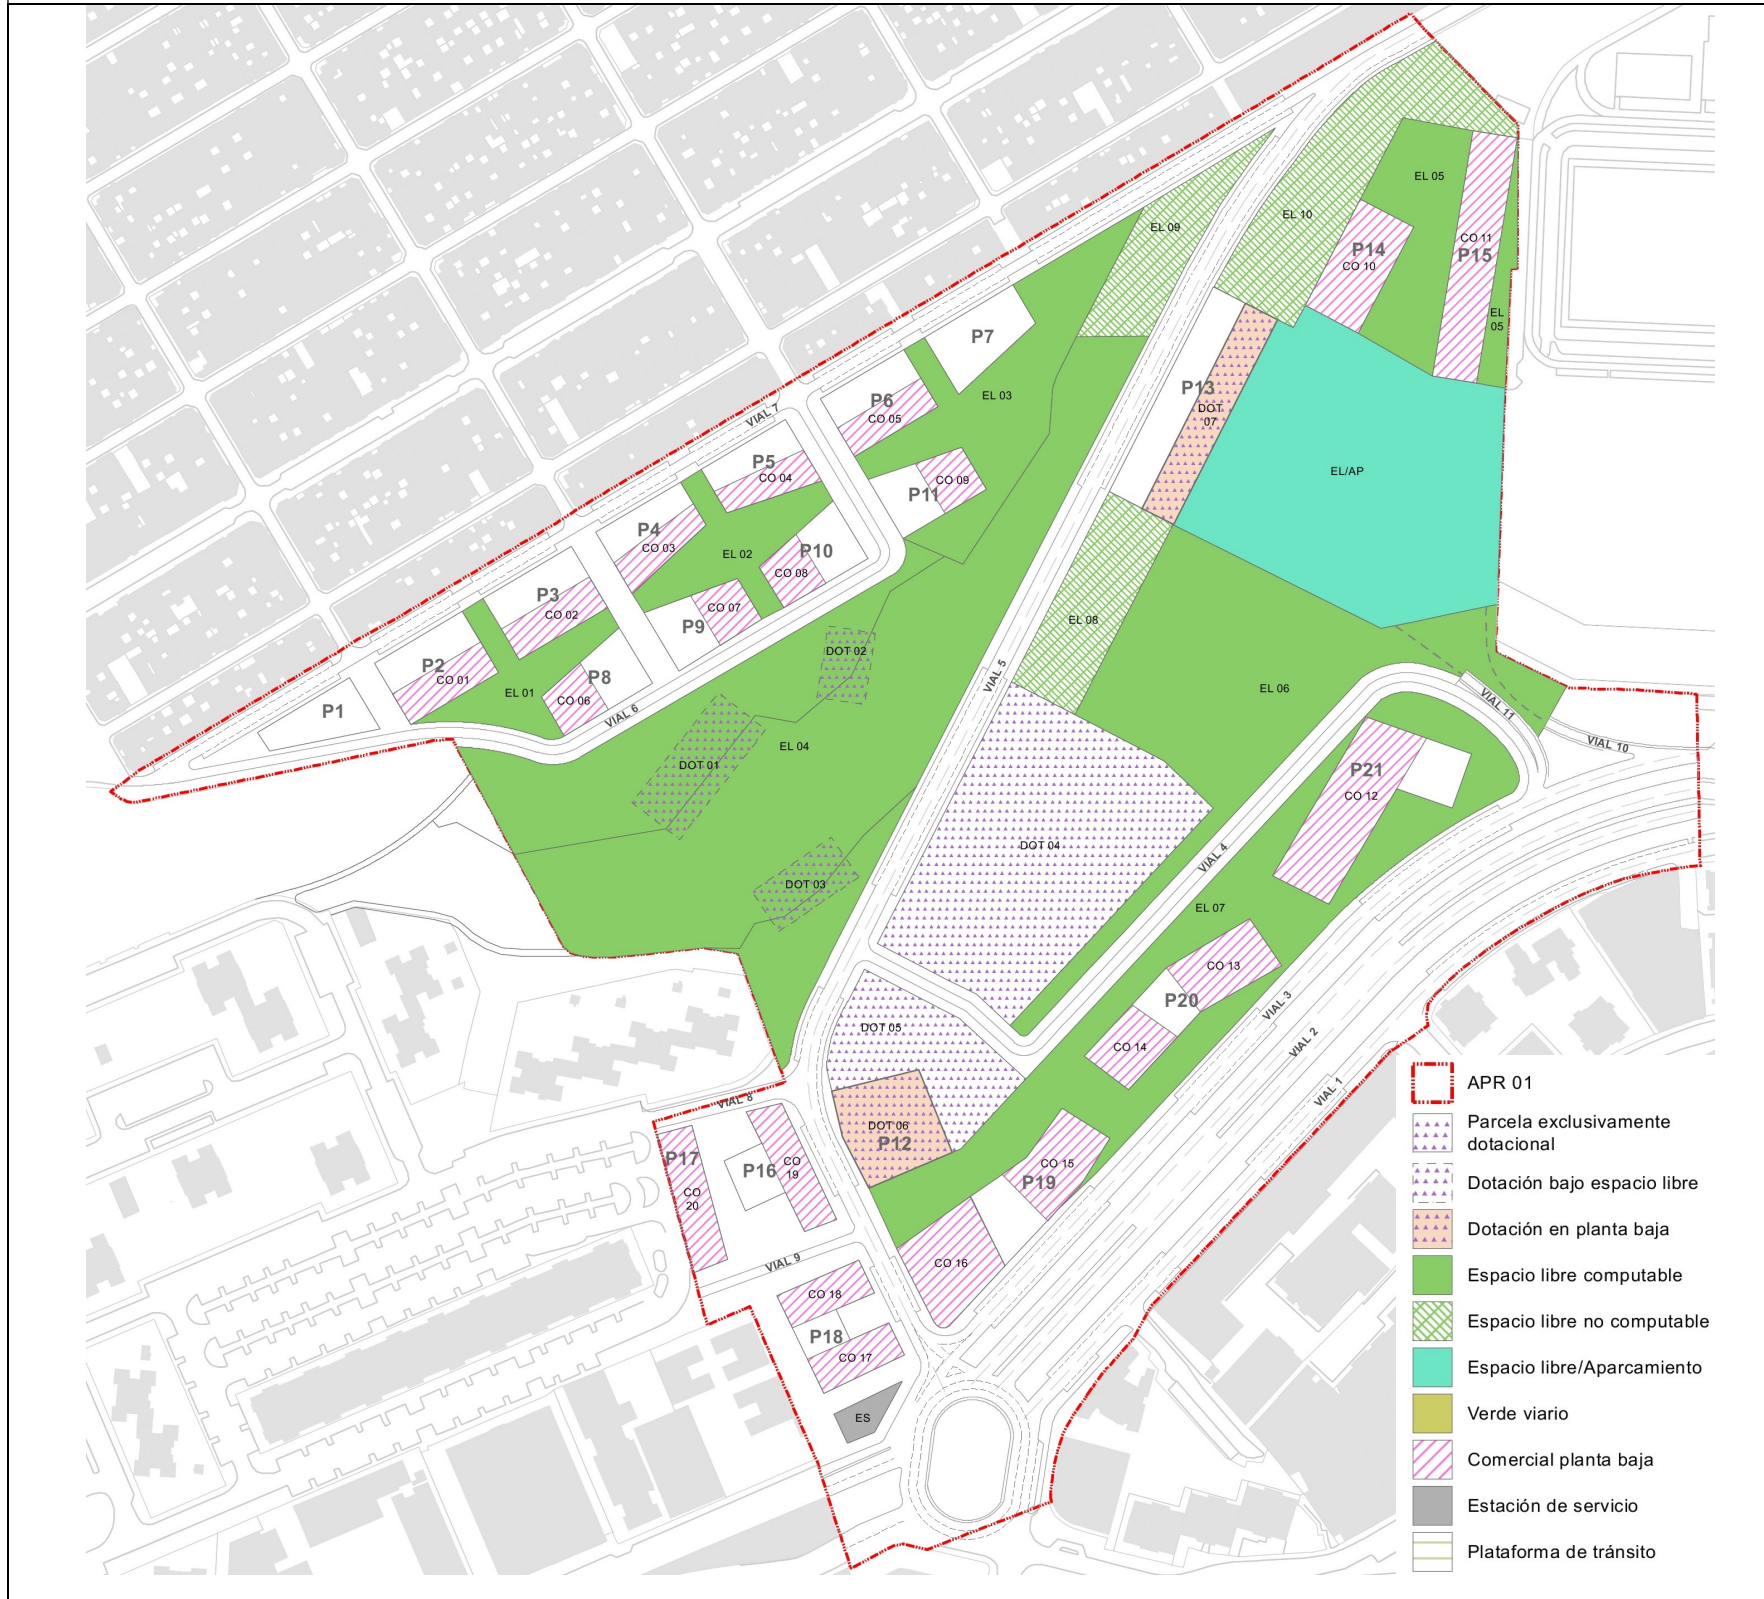 EL 05
EL 10
EL 09
CO 11
P15
P14
CO 10
EL
05
P7
P13
DOT
07
P6
CO 05
EL 03
VIAL 7
P5
CO 04
EL/AP
CO 09
P11
P4
CO 03
EL 02
P10
CO 08
P3
CO 02
CO 07
P9
EL 08
DOT 02
P2
CO 01
EL 01
P8
CO 06
VIAL 5
EL 06
P1
VIAL 6
VIAL 11
EL 04
VIAL 10
DOT 01
P21
CO 12
DOT 04
VIAL 4
DOT 03
EL 07
CO 13
P20
VIAL 3
DOT 05
VIAL 2
CO 14
VIAL 1
VIAL 8
DOT 06
P12
P17
P16
CO
19
CO 15
P19
CO
20
VIAL 9
CO 16
CO 18
P18
CO 17
ES
APR 01
Parcela exclusivamente
dotacional
Dotación bajo espacio libre
Dotación en planta baja
Espacio libre computable
Espacio libre no computable
Espacio libre/Aparcamiento
Verde viario
Comercial planta baja
Estación de servicio
Plataforma de tránsito